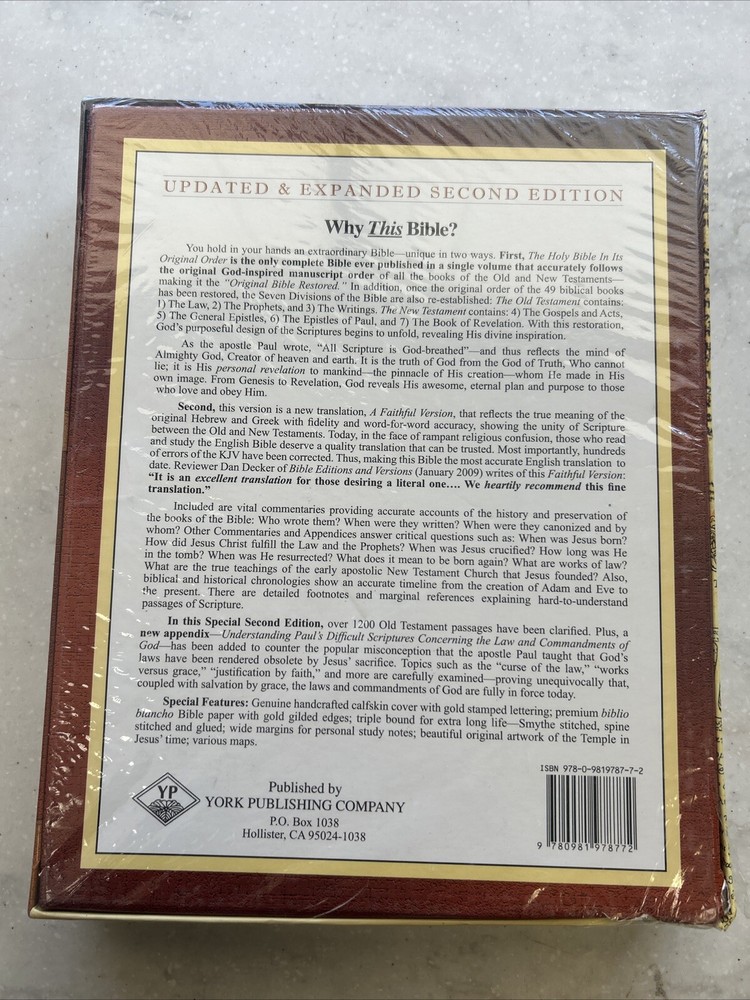 UPDATED & EXPANDED SECOND EDITION
Why This Bible?
You hold in your hands an extraordinary Bible—unique in two ways. First, The Holy Bible In Its
Original Order is the only complete Bible ever published in a single volume that accurately follows
the original God-inspired manuscript order of all the books of the Old and New Testaments—
making it the "Original Bible Restored." In addition, once the original order of the 49 biblical books
has been restored, the Seven Divisions of the Bible are also re-established: The Old Testament contains:
1) The Law, 2) The Prophets, and 3) The Writings. The New Testament contains: 4) The Gospels and Acts,
5) The General Epistles, 6) The Epistles of Paul, and 7) The Book of Revelation. With this restoration,
God's purposeful design of the Scriptures begins to unfold, revealing His divine inspiration.
As the apostle Paul wrote, "All Scripture is God-breathed"—and thus reflects the mind of
Almighty God, Creator of heaven and earth. It is the truth of God from the God of Truth, Who cannot
lie; it is His personal revelation to mankind—the pinnacle of His creation—whom He made in His
own image. From Genesis to Revelation, God reveals His awesome, eternal plan and purpose to those
who love and obey Him.
Second, this version is a new translation, A Faithful Version, that reflects the true meaning of the
original Hebrew and Greek with fidelity and word-for-word accuracy, showing the unity of Scripture
between the Old and New Testaments. Today, in the face of rampant religious confusion, those who read
and study the English Bible deserve a quality translation that can be trusted. Most importantly, hundreds
of errors of the KJV have been corrected. Thus, making this Bible the most accurate English translation to
date. Reviewer Dan Decker of Bible Editions and Versions (January 2009) writes of this Faithful Version:
"It is an excellent translation for those desiring a literal one.... We heartily recommend this fine
translation."
Included are vital commentaries providing accurate accounts of the history and preservation of
the books of the Bible: Who wrote them? When were they written? When were they canonized and by
whom? Other Commentaries and Appendices answer critical questions such as: When was Jesus born?
How did Jesus Christ fulfill the Law and the Prophets? When was Jesus crucified? How long was He
in the tomb? When was He resurrected? What does it mean to be born again? What are works of law?
What are the true teachings of the early apostolic New Testament Church that Jesus founded? Also,
biblical and historical chronologies show an accurate timeline from the creation of Adam and Eve to
the present. There are detailed footnotes and marginal references explaining hard-to-understand
passages of Scripture.
In this Special Second Edition, over 1200 Old Testament passages have been clarified. Plus, a
new appendix—Understanding Paul's Difficult Scriptures Concerning the Law and Commandments of
God—has been added to counter the popular misconception that the apostle Paul taught that God's
laws have been rendered obsolete by Jesus' sacrifice. Topics such as the "curse of the law," "works
versus grace," "justification by faith," and more are carefully examined—proving unequivocally that,
coupled with salvation by grace, the laws and commandments of God are fully in force today.
Special Features: Genuine handcrafted calfskin cover with gold stamped lettering; premium biblio
biancho Bible paper with gold gilded edges; triple bound for extra long life—Smythe stitched, spine
stitched and glued; wide margins for personal study notes; beautiful original artwork of the Temple in
Jesus' time; various maps.
YP
Published by
YORK PUBLISHING COMPANY
P.O. Box 1038
Hollister, CA 95024-1038
ISBN 978-0-9819787-7-2
9 780981 978772